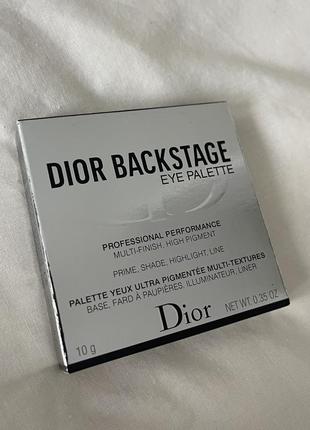 DIOR BACKSTAGE
EYE PALETTE
PROFESSIONAL PERFORMANCE
MULTI-FINISH, HIGH PIGMENT
PRIME, SHADE, HIGHLIGHT, LINE
PALETTE YEUX ULTRA PIGMENTÉE MULTI-TEXTURES
BASE, FARD À PAUPIÈRES, ILLUMINATEUR, LINER
Dior
10 g
NET WT. 0.35 OZ